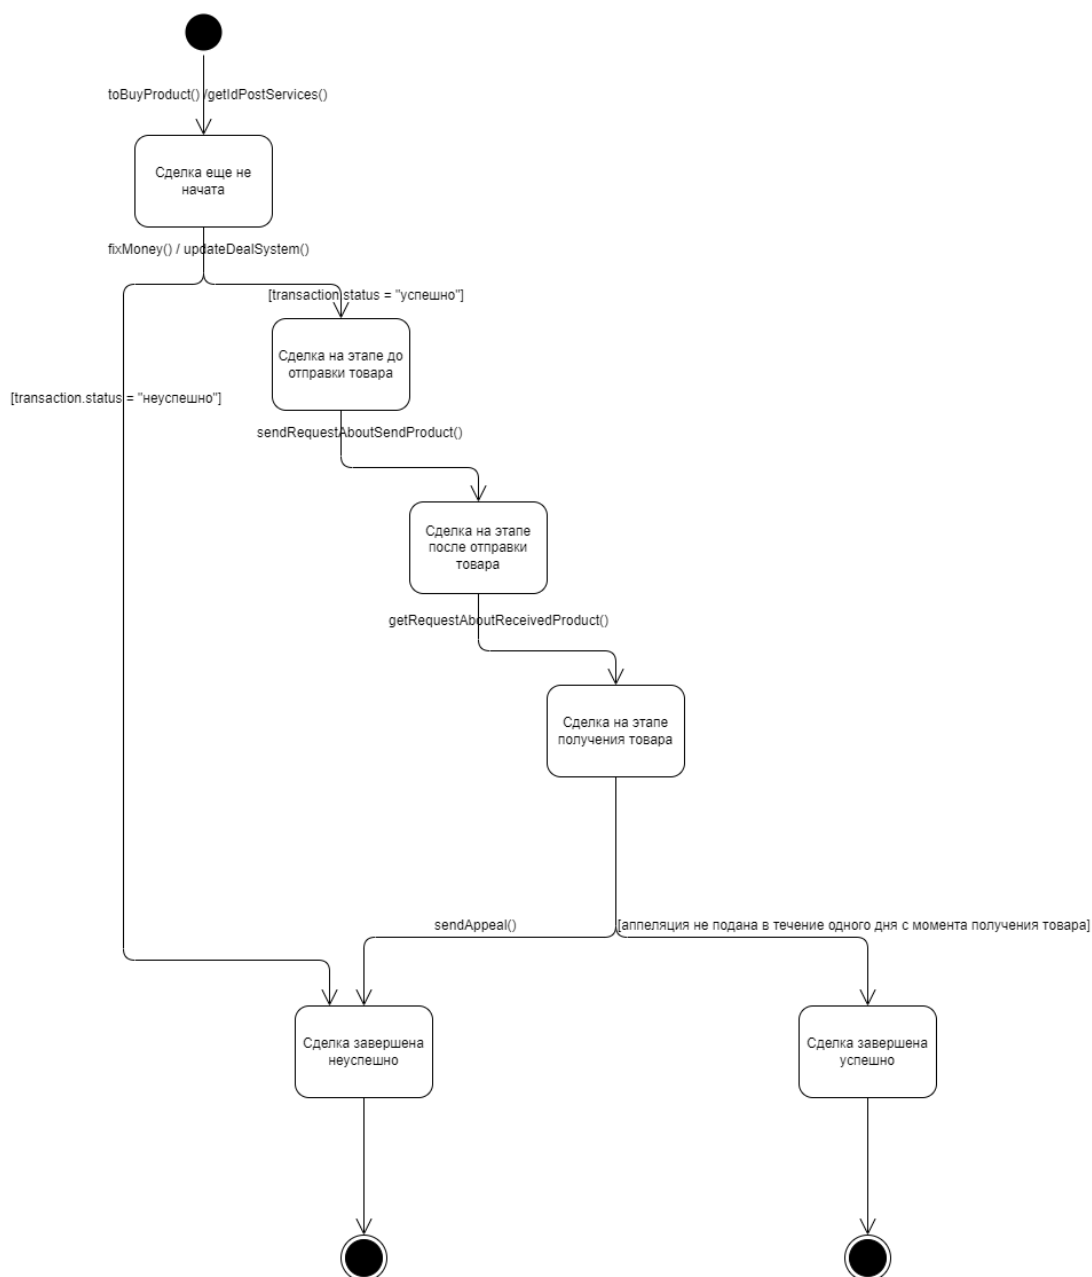 toBuyProduct() /getIdPostServices()
Сделка еще не
начата
fixMoney() / updateDealSystem()
[transaction.status = "успешно"]
Сделка на этапе до
отправки товара
[transaction.status = "неуспешно"]
sendRequestAboutSendProduct()
Сделка на этапе
после отправки
товара
getRequestAboutReceivedProduct()
Сделка на этапе
получения товара
sendAppeal()
[аппеляция не подана в течение одного дня с момента получения товара]
Сделка завершена
неуспешно
Сделка завершена
успешно